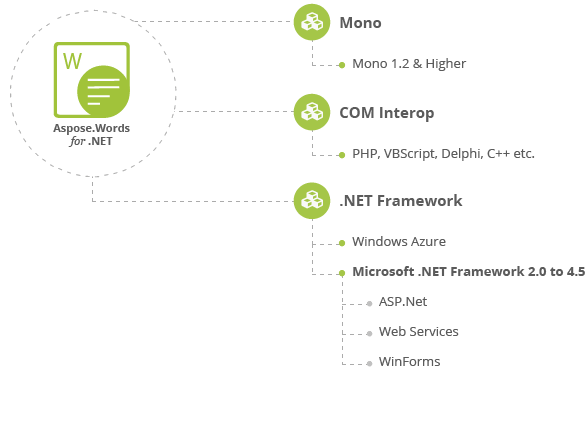 W
Aspose.Words
for .NET
Mono
Mono 1.2 & Higher
COM Interop
PHP, VBScript, Delphi, C++ etc.
.NET Framework
Windows Azure
Microsoft .NET Framework 2.0 to 4.5
ASP.Net
Web Services
WinForms